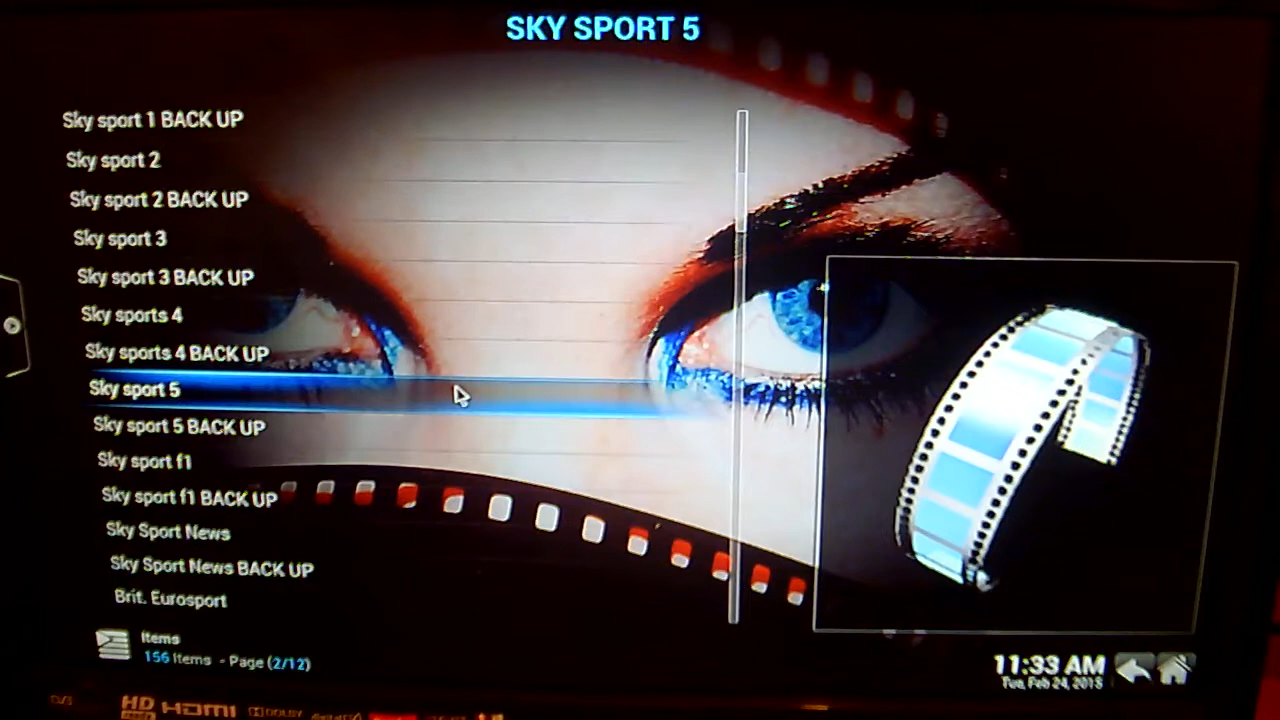 SKY SPORT 5
Sky sport 1 BACK UP
Sky sport 2
Sky sport 2 BACK UP
Sky sport 3
Sky sport 3 BACK UP
Sky sports 4
Sky sports 4 BACK UP
Sky sport 5
Sky sport 5 BACK UP
Sky sport f1
Sky sport f1 BACK UP
Sky Sport News
Sky Sport News BACK UP
Brit. Eurosport
Items
156 Items - Page (2/12)
11:33 AM
Tue, Feb 24, 2015
HD HDMI DOLBY
ready